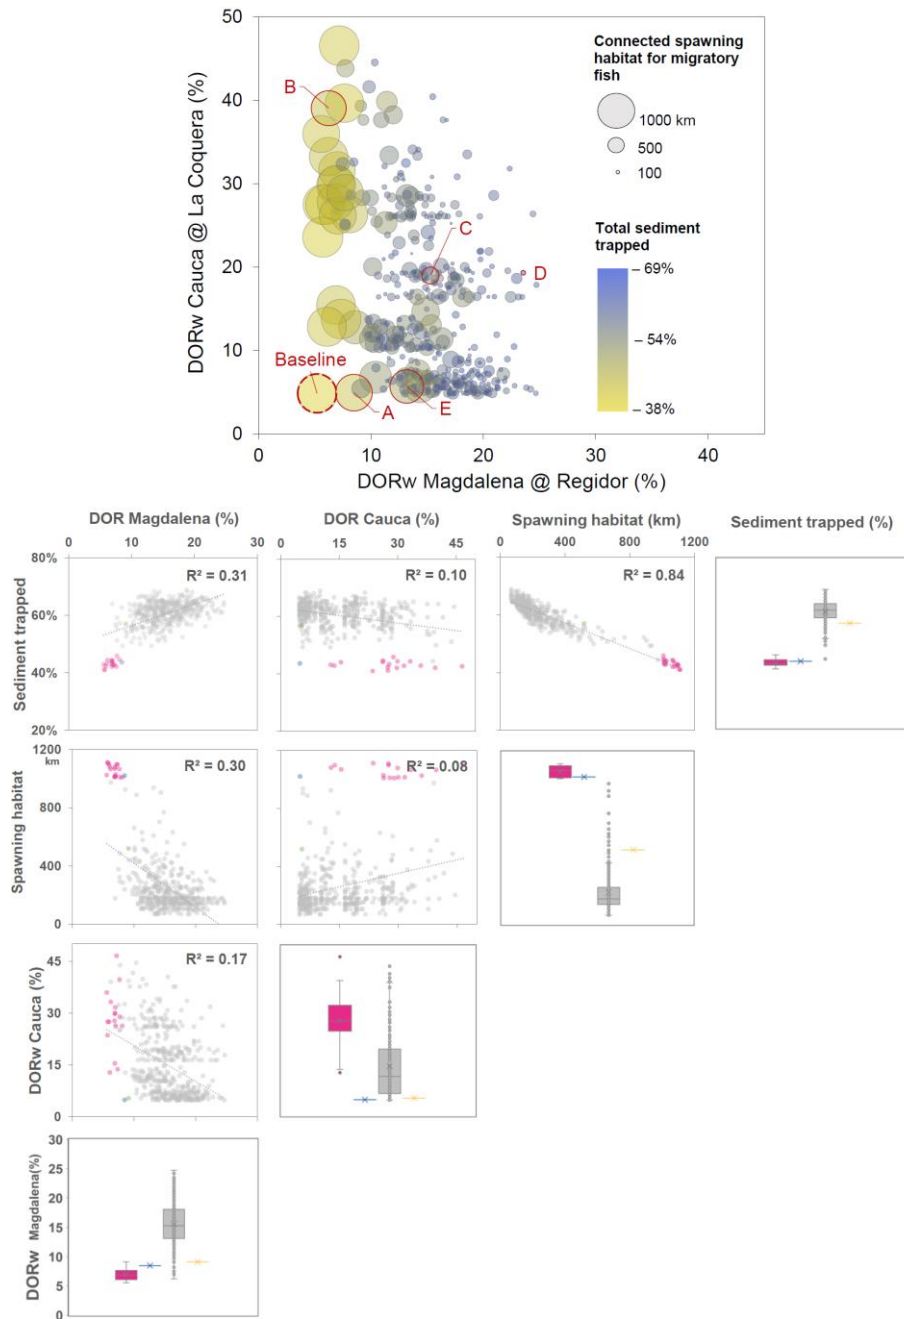 50
40
30
20
10
0
DORw Cauca @ La Coquera (%)
0
10
20
30
40
DORw Magdalena @ Regidor (%)
B
C
D
Baseline
A
E
Connected spawning
habitat for migratory
fish
1000 km
500
100
Total sediment
trapped
– 69%
– 54%
– 38%
DOR Magdalena (%)
DOR Cauca (%)
Spawning habitat (km)
Sediment trapped (%)
0
10
20
30
0
15
30
45
0
400
800
1200
80%
60%
40%
20%
Sediment trapped
R² = 0.31
R² = 0.10
R² = 0.84
1200
km
800
400
0
Spawning habitat
R² = 0.30
R² = 0.08
45
30
15
0
DORw Cauca (%)
R² = 0.17
30
25
20
15
10
5
0
DORw Magdalena(%)